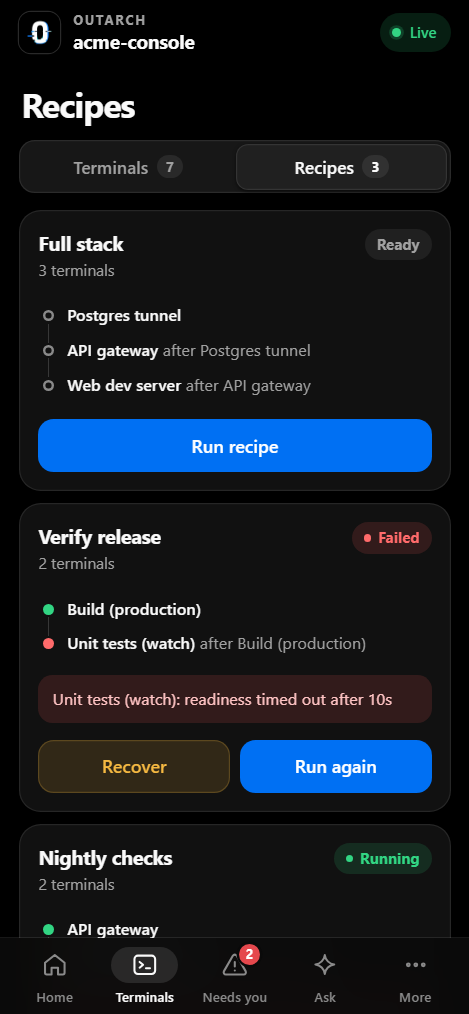 OUTARCH
acme-console
Live
Recipes
Terminals 7
Recipes 3
Full stack
Ready
3 terminals
Postgres tunnel
API gateway after Postgres tunnel
Web dev server after API gateway
Run recipe
Verify release
Failed
2 terminals
Build (production)
Unit tests (watch) after Build (production)
Unit tests (watch): readiness timed out after 10s
Recover
Run again
Nightly checks
Running
2 terminals
API gateway
2
Home
Terminals
Needs you
Ask
More